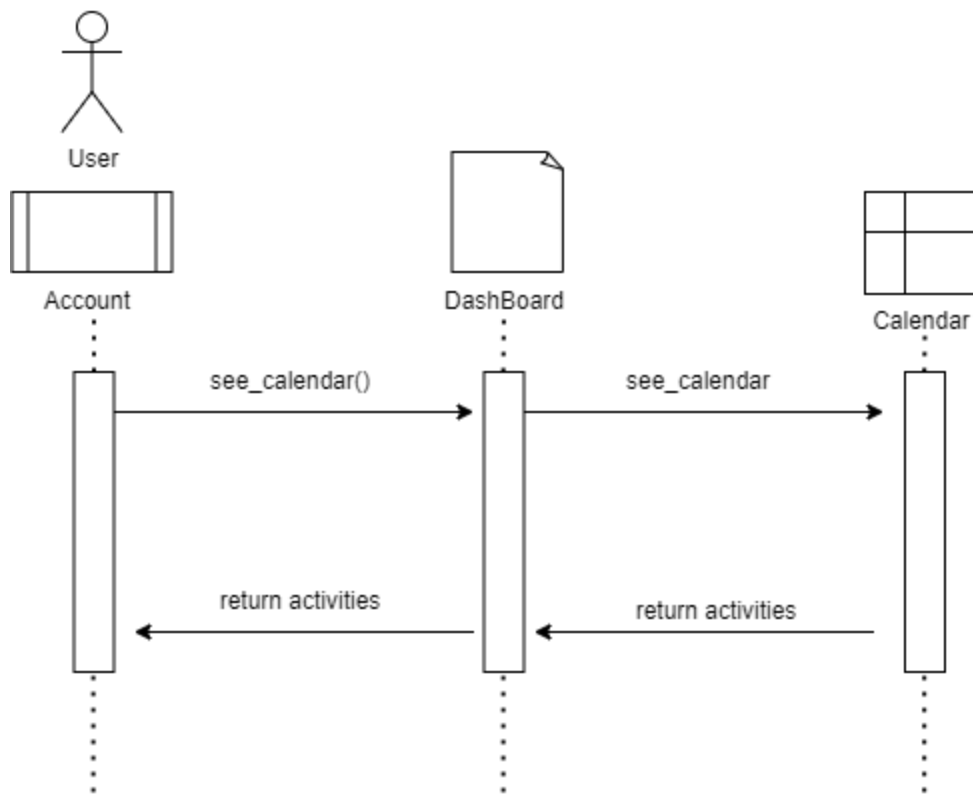 User
Account
DashBoard
Calendar
see_calendar()
see_calendar
return activities
return activities